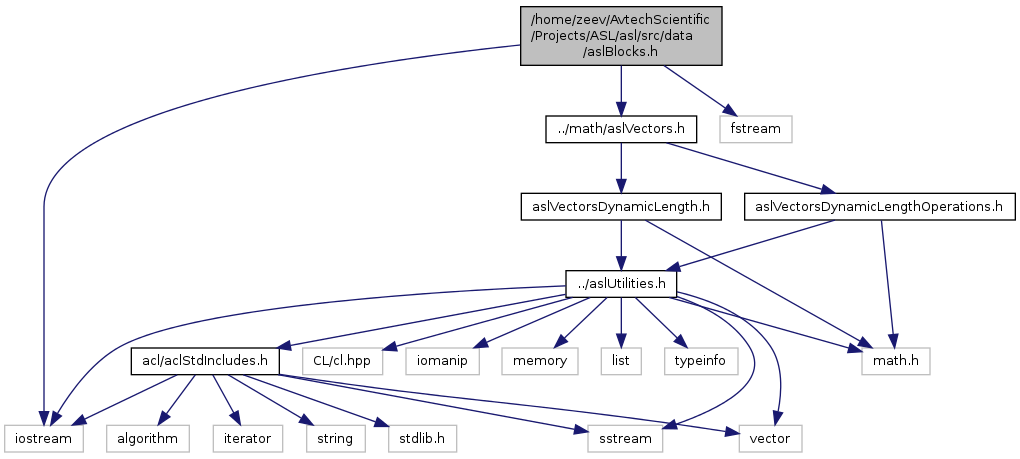 /home/zeev/AvtechScientific
/Projects/ASL/asl/src/data
/aslBlocks.h
../math/aslVectors.h
fstream
aslVectorsDynamicLength.h
aslVectorsDynamicLengthOperations.h
../aslUtilities.h
acl/aclStdIncludes.h
CL/cl.hpp
iomanip
memory
list
typeinfo
math.h
iostream
algorithm
iterator
string
stdlib.h
sstream
vector